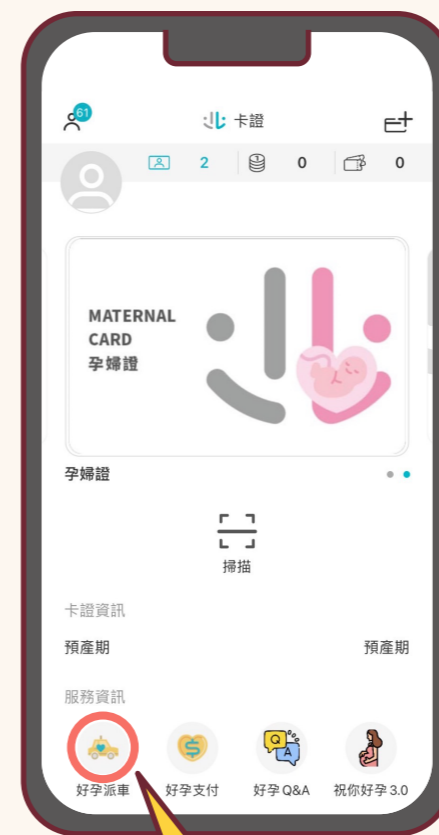 61
卡證
2
0
0
MATERNAL
CARD
孕婦證
孕婦證
掃描
卡證資訊
預產期 預產期
服務資訊
$ Q A
好孕派車 好孕支付 好孕 Q&A 祝你好孕 3.0